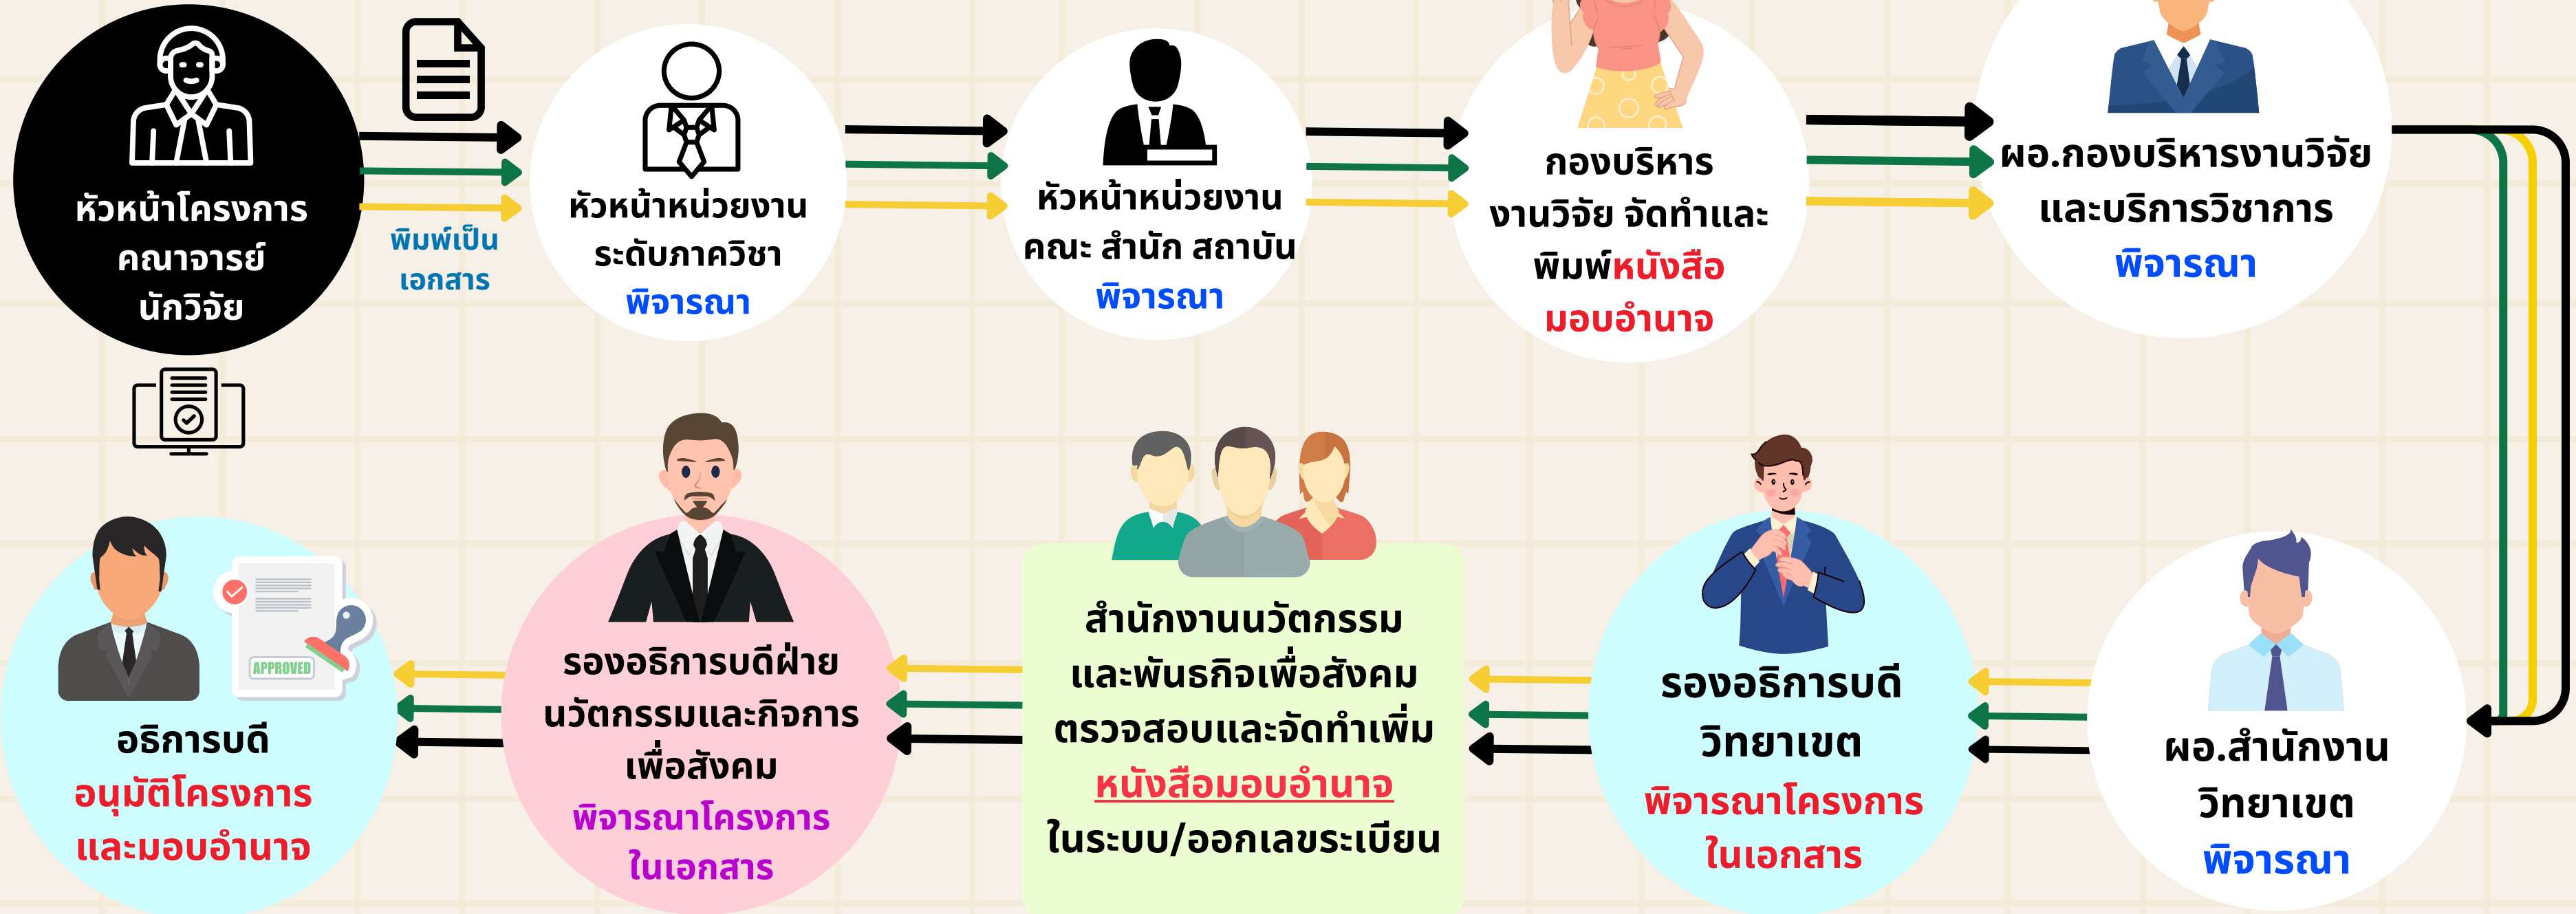 หัวหน้าโครงการ
คณาจารย์
นักวิจัย
พิมพ์เป็น
เอกสาร
หัวหน้าหน่วยงาน
ระดับภาควิชา
พิจารณา
หัวหน้าหน่วยงาน
คณะ สำนัก สถาบัน
พิจารณา
กองบริหาร
งานวิจัย จัดทำและ
พิมพ์หนังสือ
มอบอำนาจ
ผอ.กองบริหารงานวิจัย
และบริการวิชาการ
พิจารณา
ผอ.สำนักงาน
วิทยาเขต
พิจารณา
รองอธิการบดี
วิทยาเขต
พิจารณาโครงการ
ในเอกสาร
สำนักงานนวัตกรรม
และพันธกิจเพื่อสังคม
ตรวจสอบและจัดทำเพิ่ม
หนังสือมอบอำนาจ
ในระบบ/ออกเลขระเบียน
รองอธิการบดีฝ่าย
นวัตกรรมและกิจการ
เพื่อสังคม
พิจารณาโครงการ
ในเอกสาร
APPROVED
อธิการบดี
อนุมัติโครงการ
และมอบอำนาจ